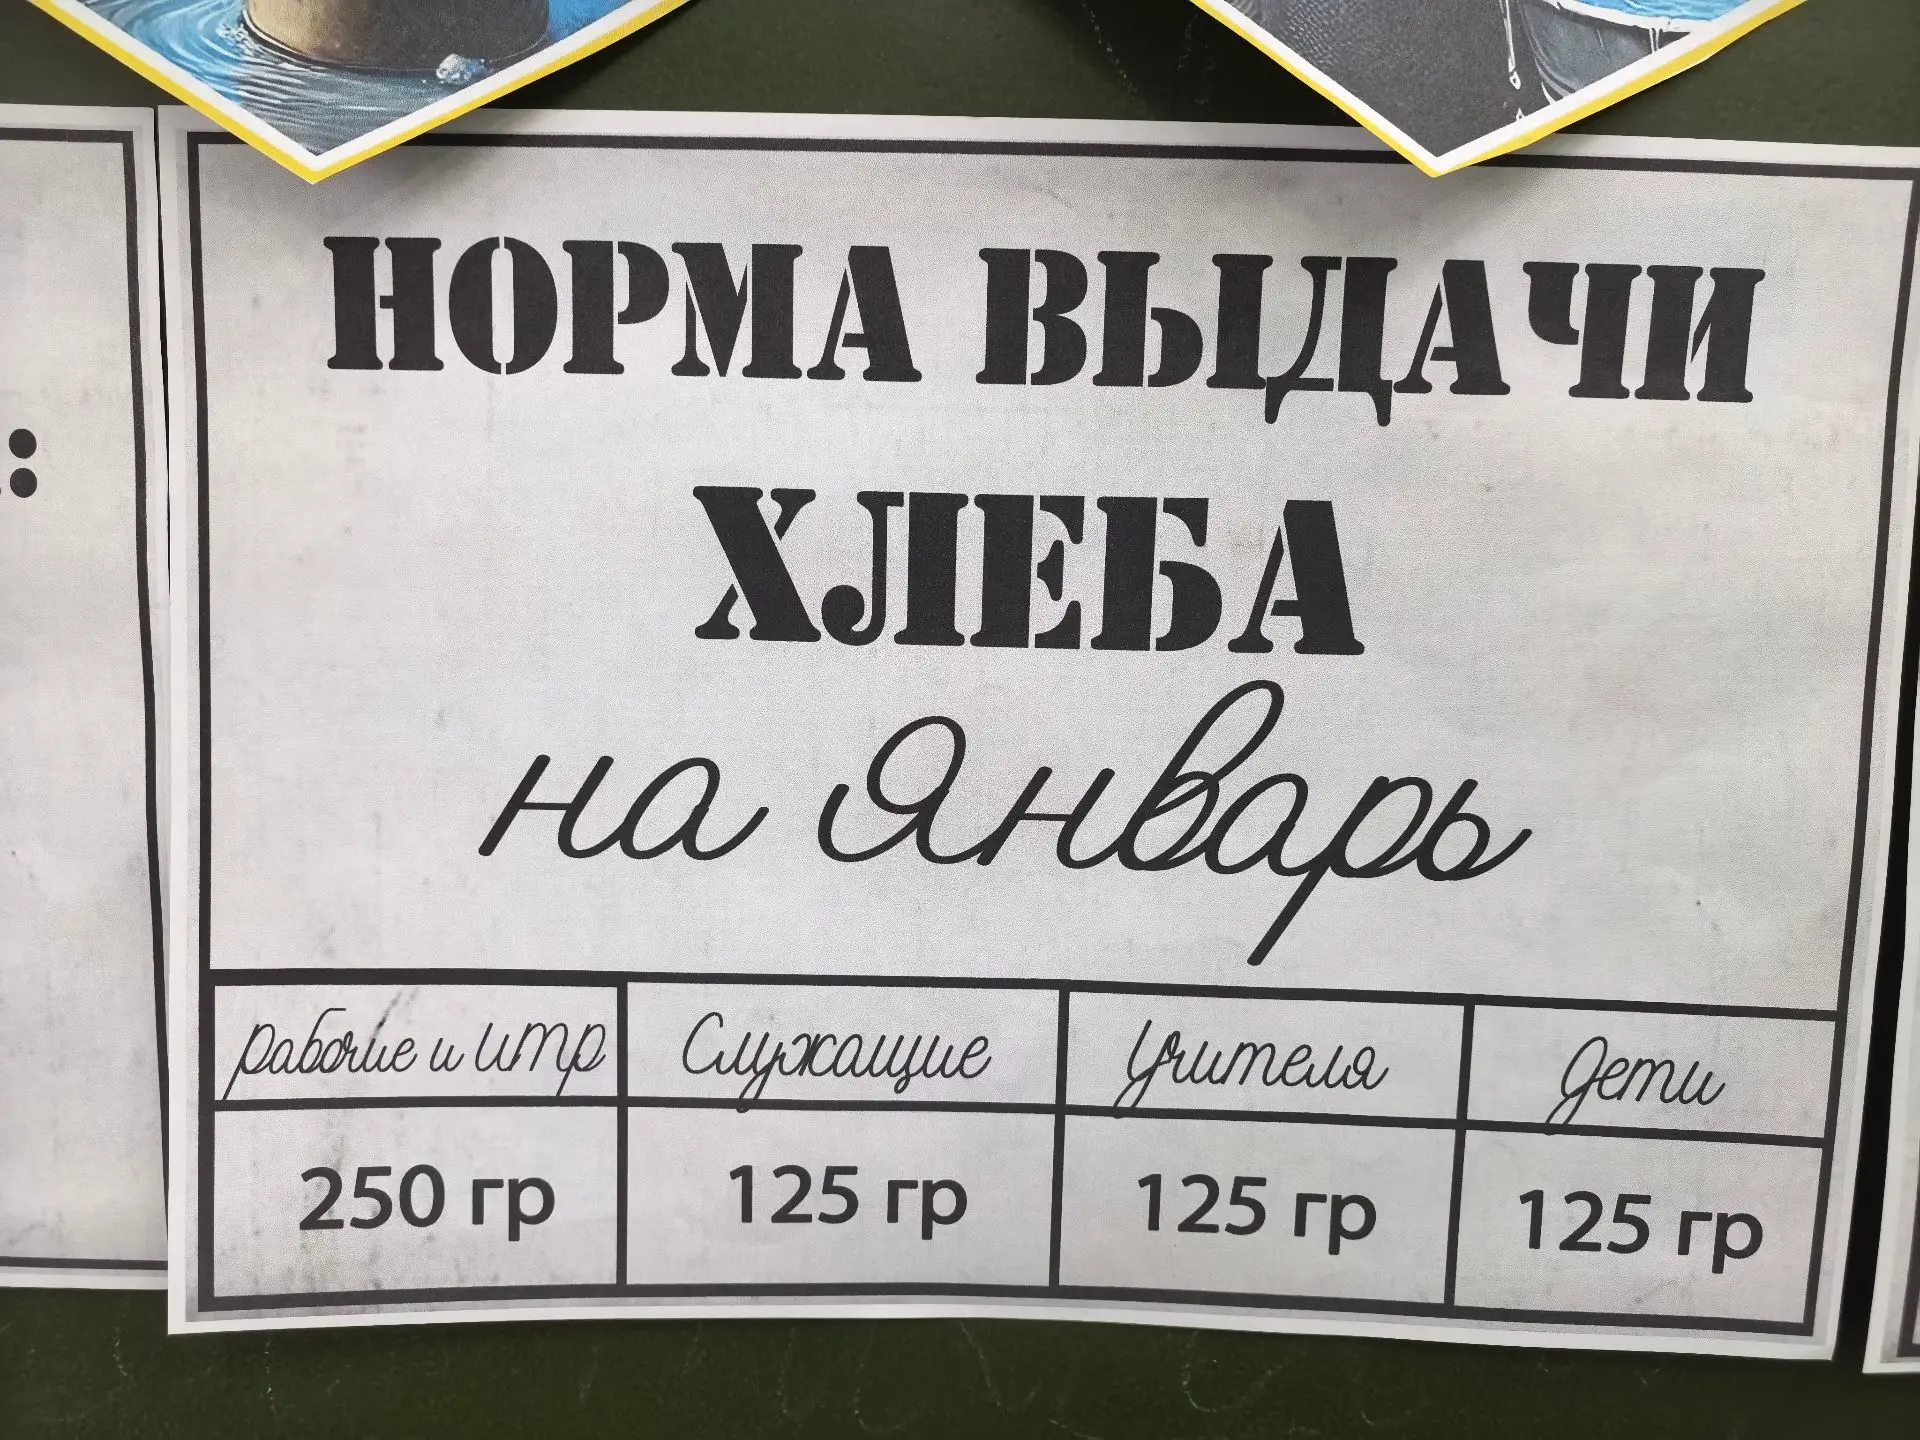 НОРМА ВЫДАЧИ
ХЛЕБА
на Январь
рабочие и ИТР Служащие Учителя Дети
250 гр 125 гр 125 гр 125 гр